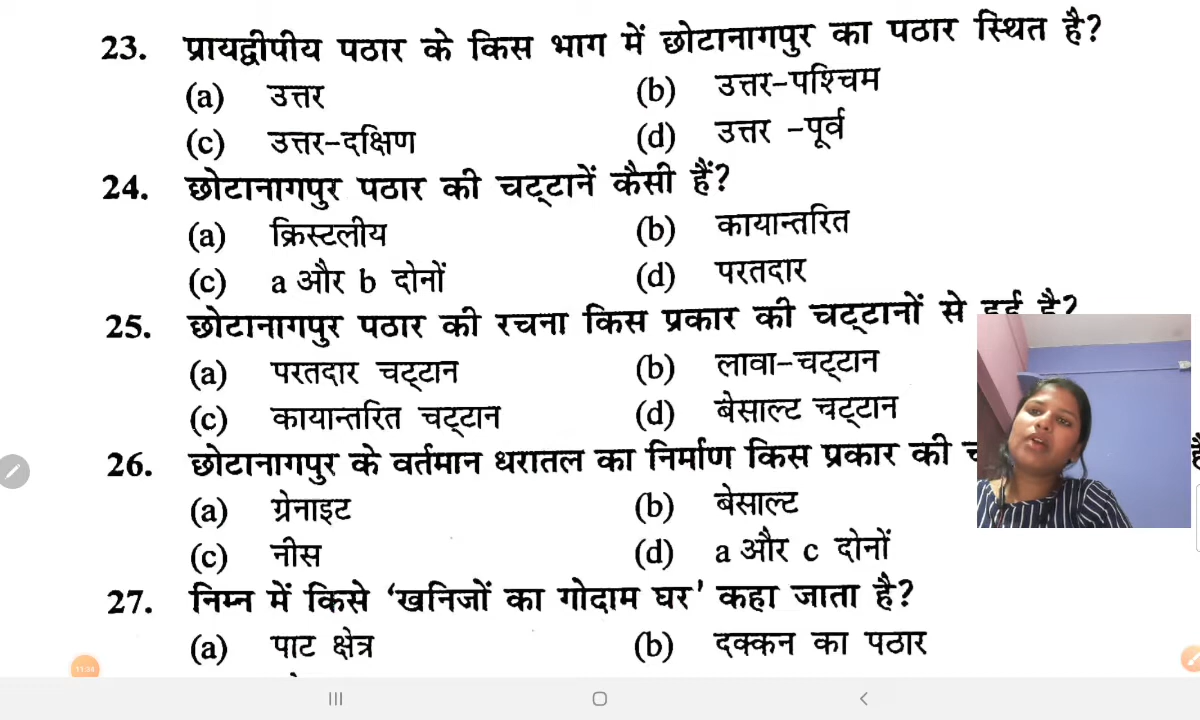 23. प्रायद्वीपीय पठार के किस भाग में छोटानागपुर का पठार स्थित है?
(a) उत्तर (b) उत्तर-पश्चिम
(c) उत्तर-दक्षिण (d) उत्तर -पूर्व
24. छोटानागपुर पठार की चट्टानें कैसी हैं?
(a) क्रिस्टलीय (b) कायान्तरित
(c) a और b दोनों (d) परतदार
25. छोटानागपुर पठार की रचना किस प्रकार की चट्टानों से हुई है?
(a) परतदार चट्टान (b) लावा-चट्टान
(c) कायान्तरित चट्टान (d) बेसाल्ट चट्टान
26. छोटानागपुर के वर्तमान धरातल का निर्माण किस प्रकार की
(a) ग्रेनाइट (b) बेसाल्ट
(c) नीस (d) a और c दोनों
27. निम्न में किसे ‘खनिजों का गोदाम घर’ कहा जाता है?
(a) पाट क्षेत्र (b) दक्कन का पठार
11:34